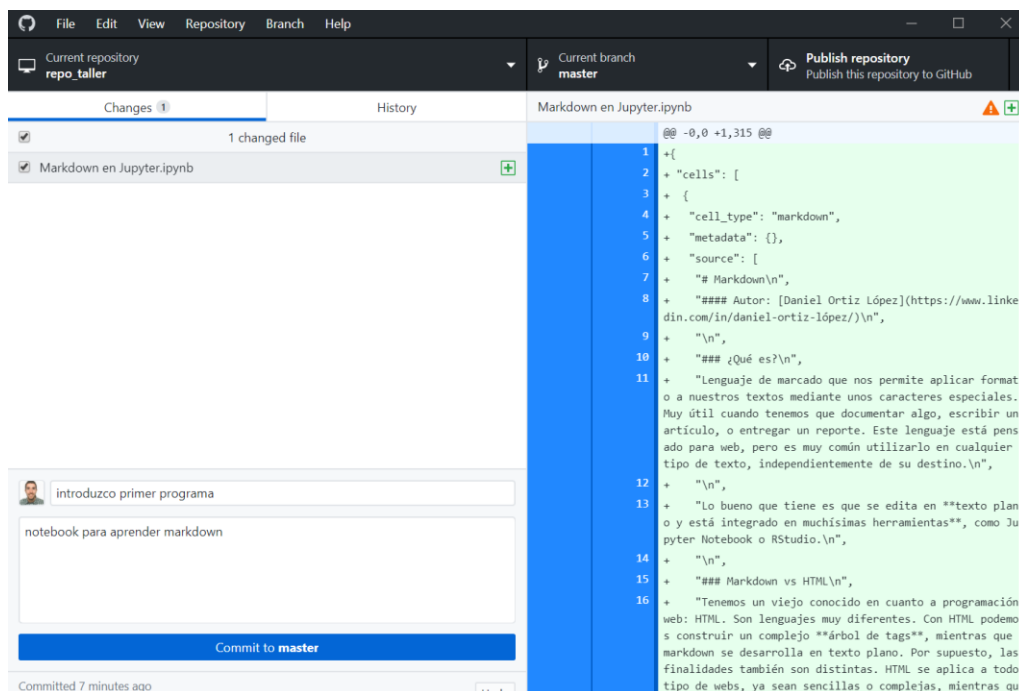 File Edit View Repository Branch Help
Current repository
repo_taller
Current branch
master
Publish repository
Publish this repository to GitHub
Changes 1
History
1 changed file
Markdown en Jupyter.ipynb
introduzco primer programa
notebook para aprender markdown
Commit to master
Committed 7 minutes ago
Markdown en Jupyter.ipynb
@@ -0,0 +1,315 @@
1 +{
2 + "cells": [
3 + {
4 + "cell_type": "markdown",
5 + "metadata": {},
6 + "source": [
7 + "# Markdown\n",
8 + "#### Autor: [Daniel Ortiz López](https://www.linke
din.com/in/daniel-ortiz-lópez/)\n",
9 + "\n",
10 + "### ¿Qué es?\n",
11 + "Lenguaje de marcado que nos permite aplicar format
o a nuestros textos mediante unos caracteres especiales.
Muy útil cuando tenemos que documentar algo, escribir un
artículo, o entregar un reporte. Este lenguaje está pens
ado para web, pero es muy común utilizarlo en cualquier
tipo de texto, independientemente de su destino.\n",
12 + "\n",
13 + "Lo bueno que tiene es que se edita en **texto plan
o y está integrado en muchísimas herramientas**, como Ju
pyter Notebook o RStudio.\n",
14 + "\n",
15 + "### Markdown vs HTML\n",
16 + "Tenemos un viejo conocido en cuanto a programación
web: HTML. Son lenguajes muy diferentes. Con HTML podemo
s construir un complejo **árbol de tags**, mientras que
markdown se desarrolla en texto plano. Por supuesto, las
finalidades también son distintas. HTML se aplica a todo
tipo de webs, ya sean sencillas o complejas, mientras qu